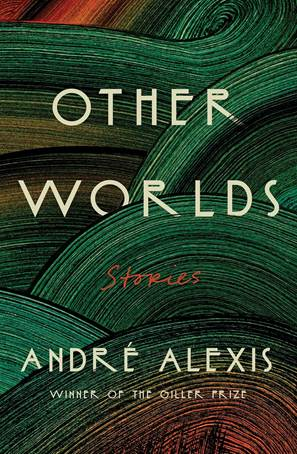 OTHER
WORLDS
Stories
ANDRÉ ALEXIS
WINNER OF THE GILLER PRIZE